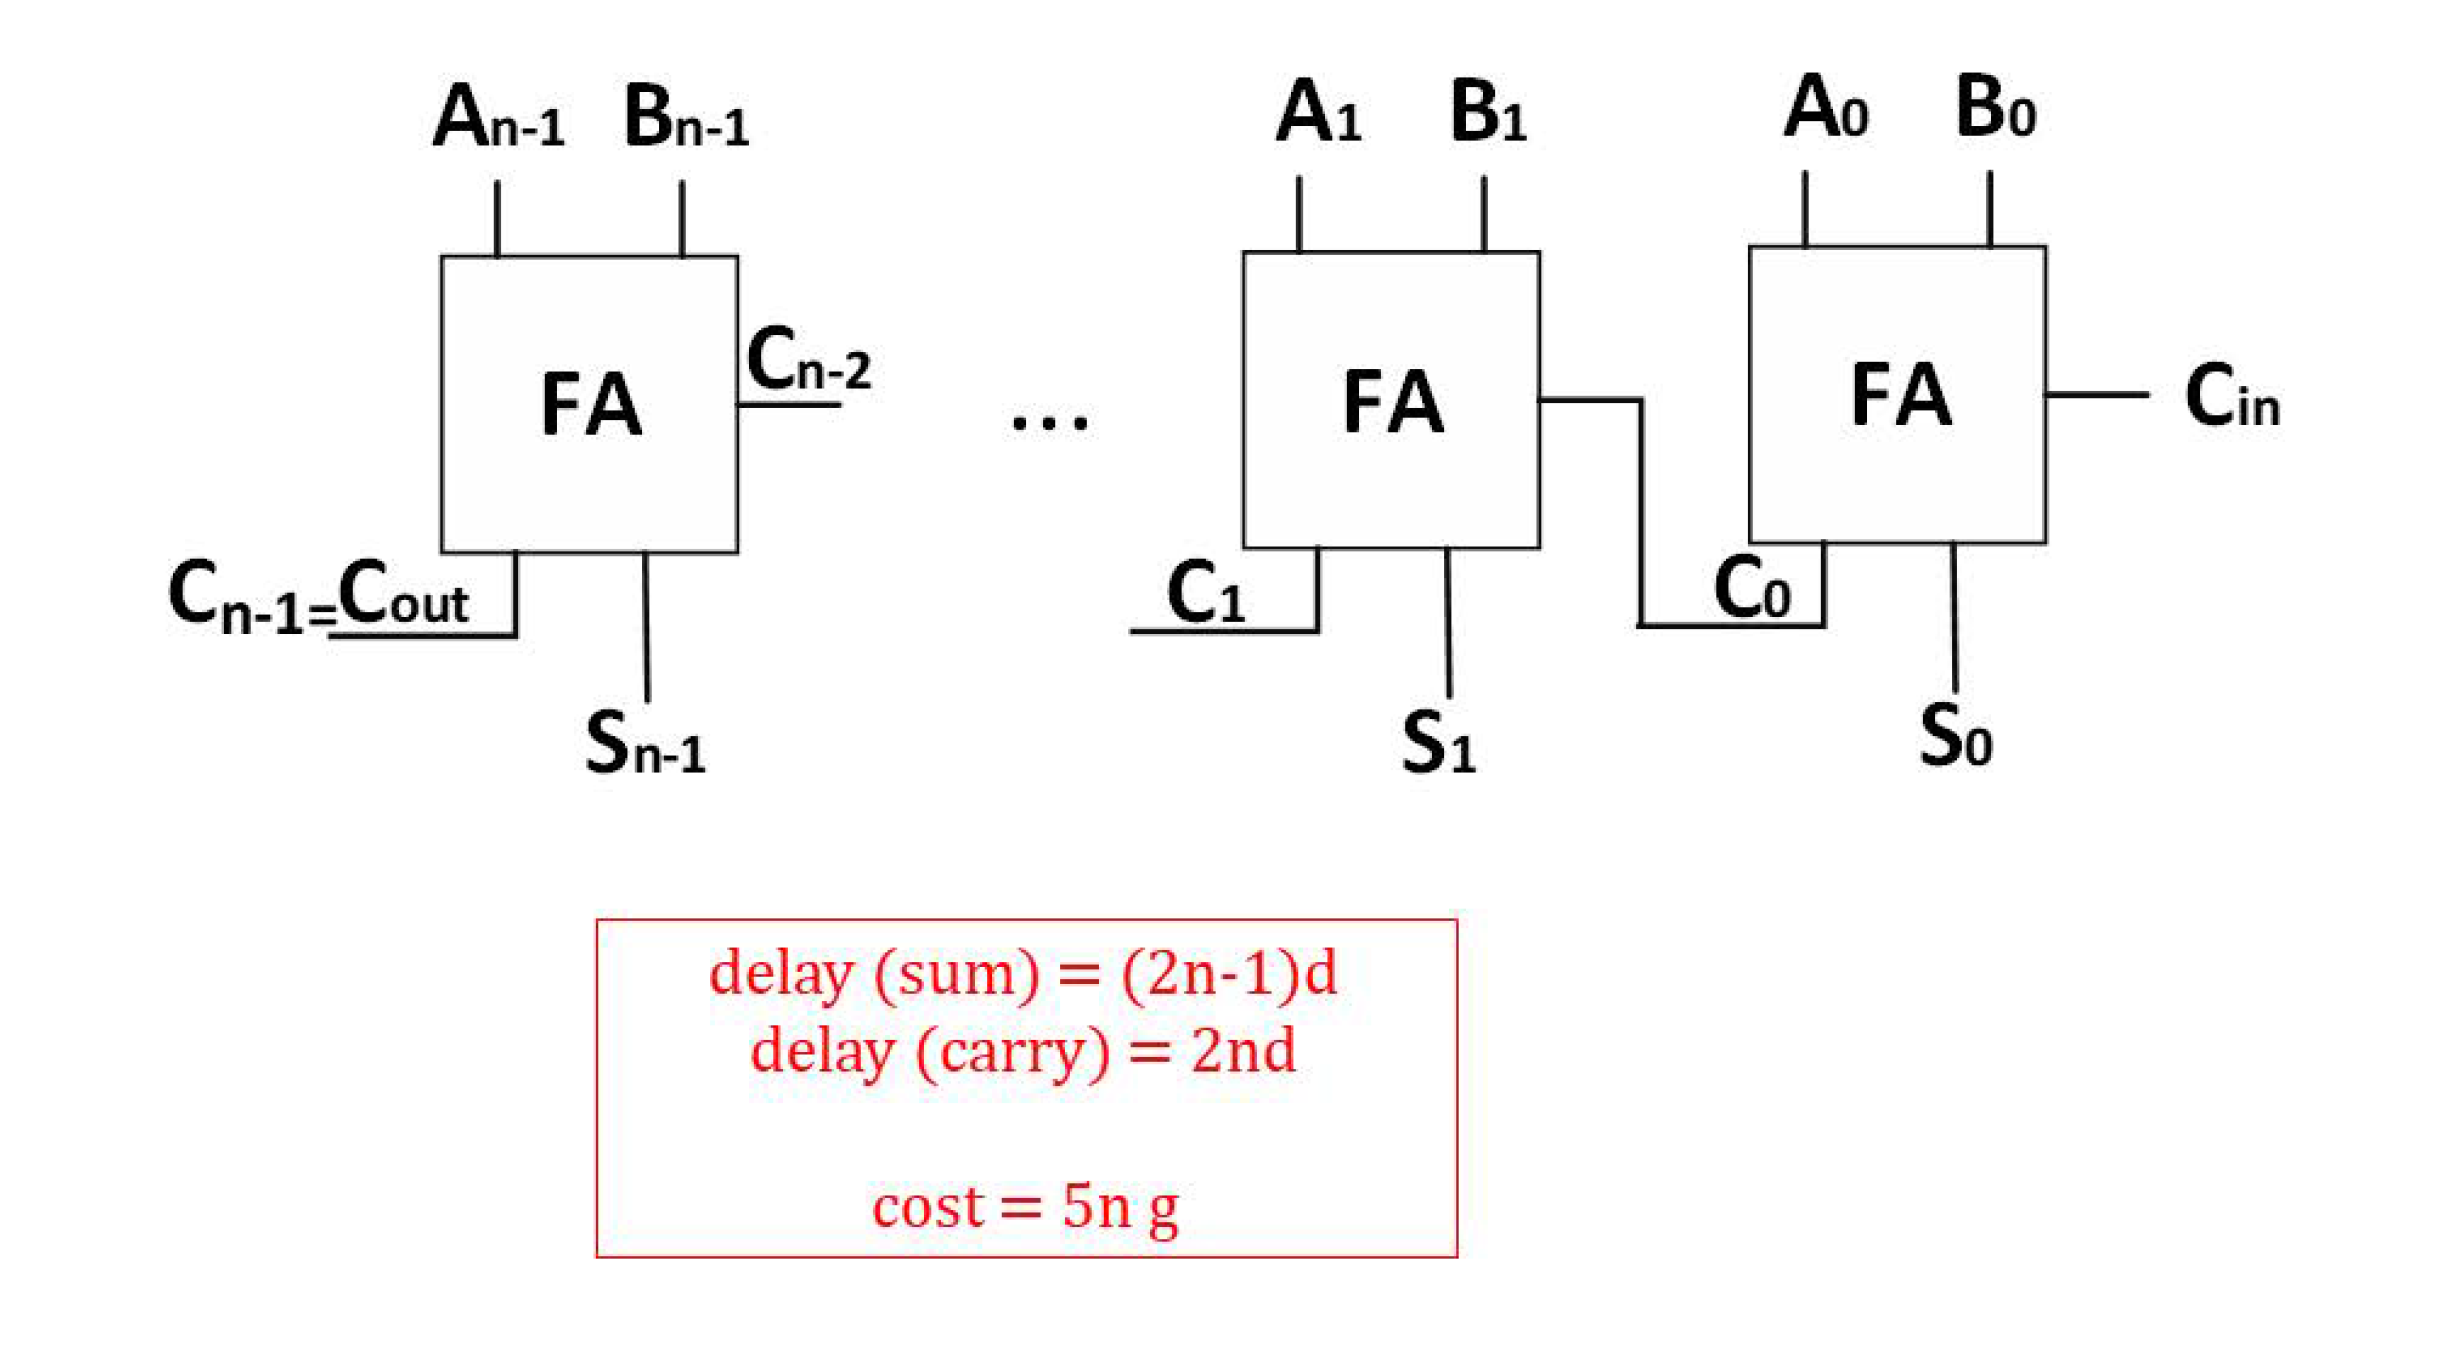 An-1 Bn-1 A1 B1 A0 B0
FA Cn-2 ... FA FA Cin
Cn-1=Cout C1 C0
Sn-1 S1 S0
delay (sum) = (2n-1)d
delay (carry) = 2nd
cost = 5n g